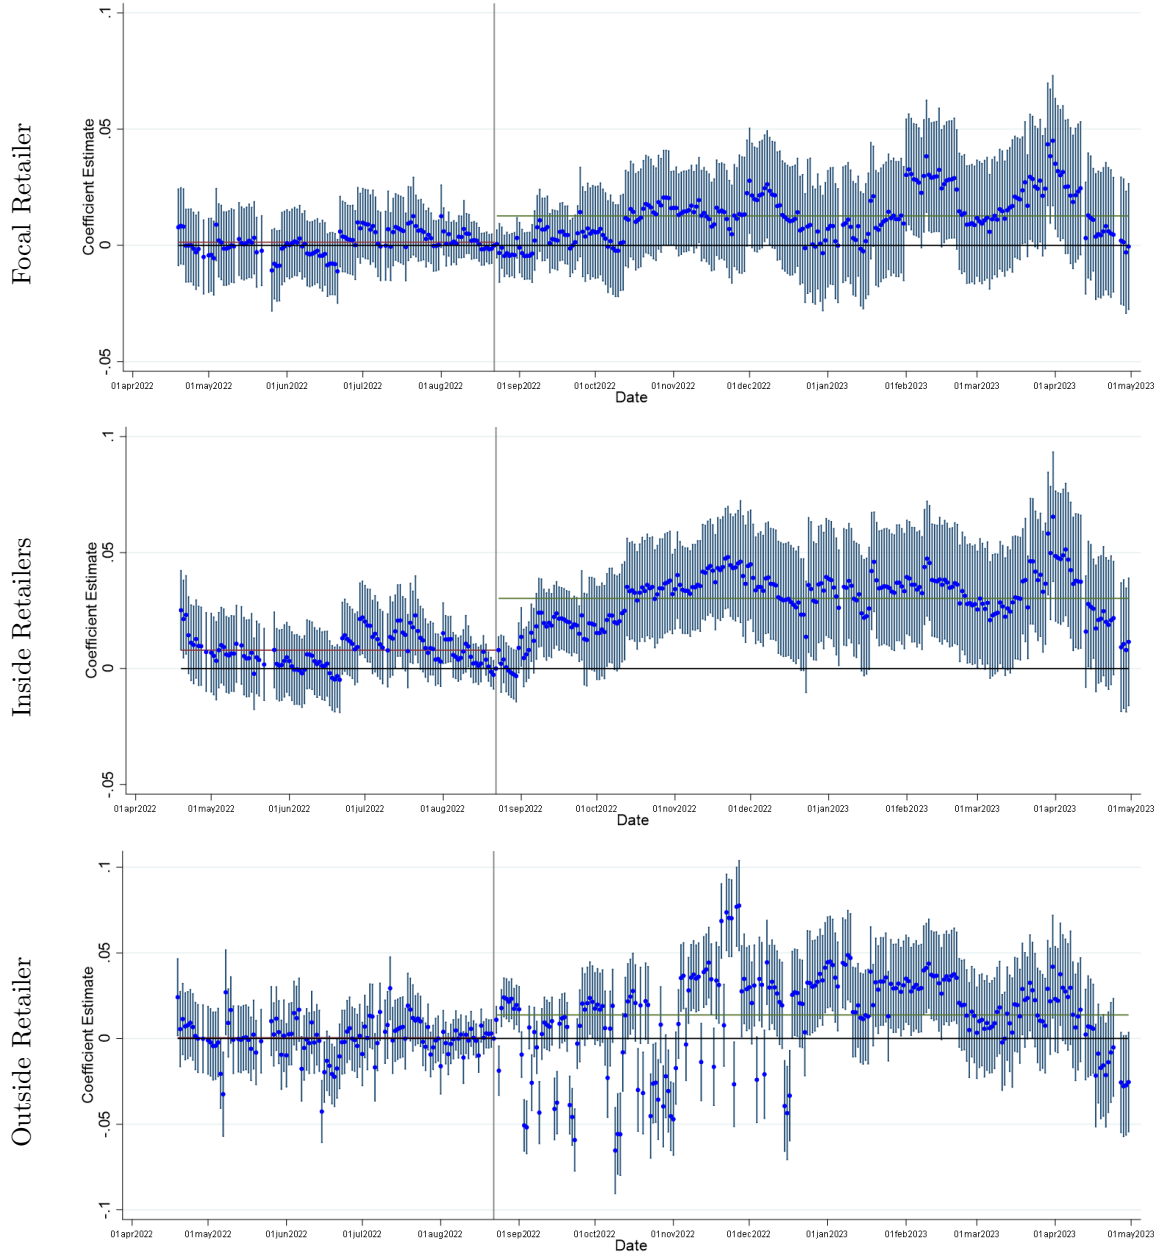 Focal Retailer
Coefficient Estimate
.1
.05
0
-.05
01apr2022 01may2022 01jun2022 01jul2022 01aug2022 01sep2022 01oct2022 01nov2022 01dec2022 01jan2023 01feb2023 01mar2023 01apr2023 01may2023
Date
Inside Retailers
Coefficient Estimate
.1
.05
0
-.05
01apr2022 01may2022 01jun2022 01jul2022 01aug2022 01sep2022 01oct2022 01nov2022 01dec2022 01jan2023 01feb2023 01mar2023 01apr2023 01may2023
Date
Outside Retailer
Coefficient Estimate
.1
.05
0
-.05
-.1
01apr2022 01may2022 01jun2022 01jul2022 01aug2022 01sep2022 01oct2022 01nov2022 01dec2022 01jan2023 01feb2023 01mar2023 01apr2023 01may2023
Date